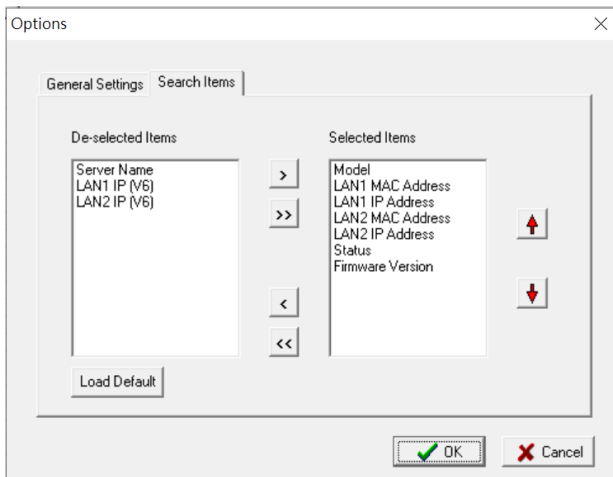 Options
General Settings
Search Items
De-selected Items
Selected Items
Server Name
LAN1 IP (V6)
LAN2 IP (V6)
>
>>
<
<<
Model
LAN1 MAC Address
LAN1 IP Address
LAN2 MAC Address
LAN2 IP Address
Status
Firmware Version
Load Default
OK
Cancel